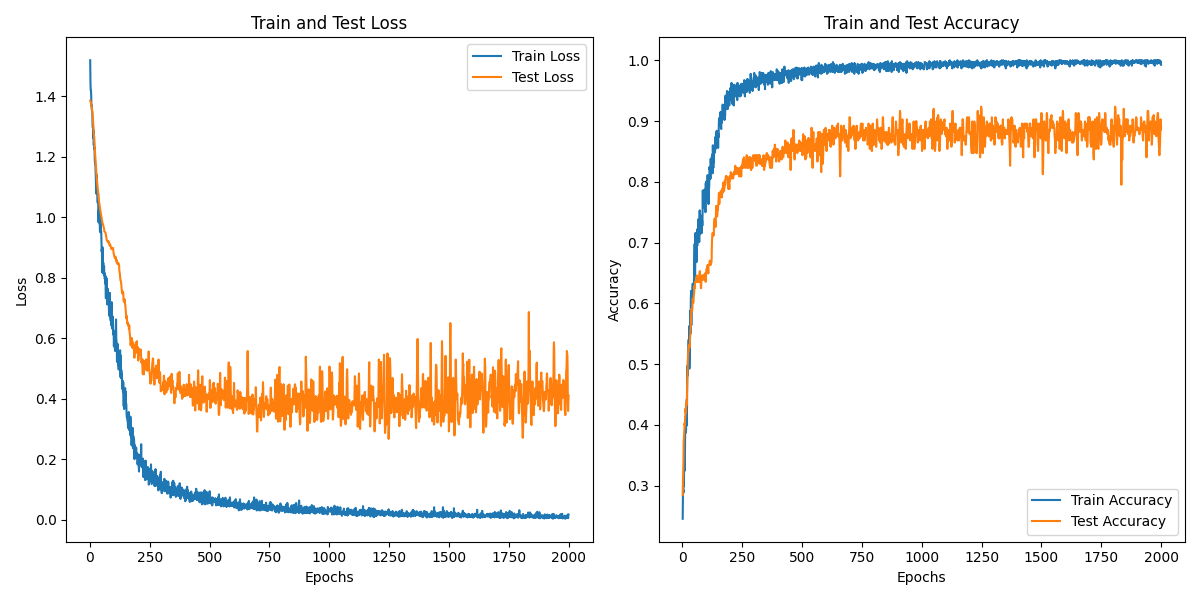 Train and Test Loss
Train Loss
Test Loss
1.4
1.2
1.0
0.8
0.6
0.4
0.2
0.0
Loss
0 250 500 750 1000 1250 1500 1750 2000
Epochs
Train and Test Accuracy
1.0
0.9
0.8
0.7
0.6
0.5
0.4
0.3
Accuracy
Train Accuracy
Test Accuracy
0 250 500 750 1000 1250 1500 1750 2000
Epochs